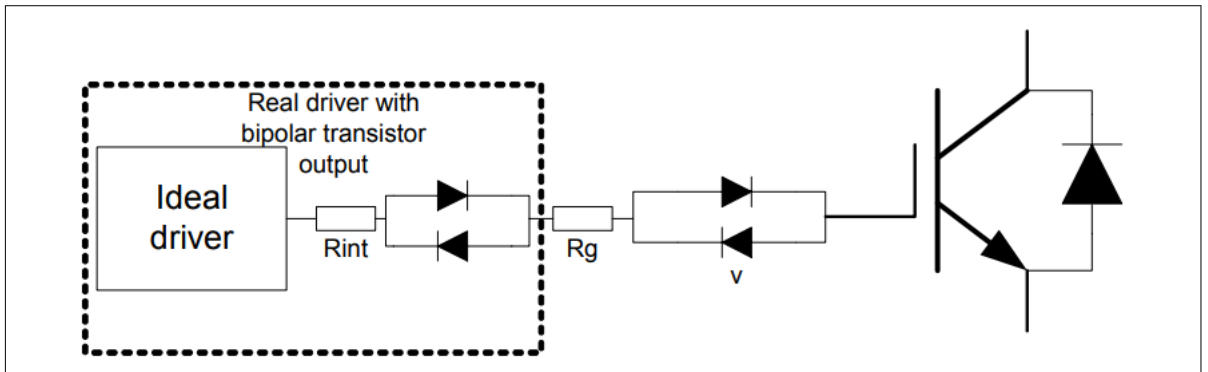 Real driver with
bipolar transistor
output
Ideal
driver
Rint
Rg
v